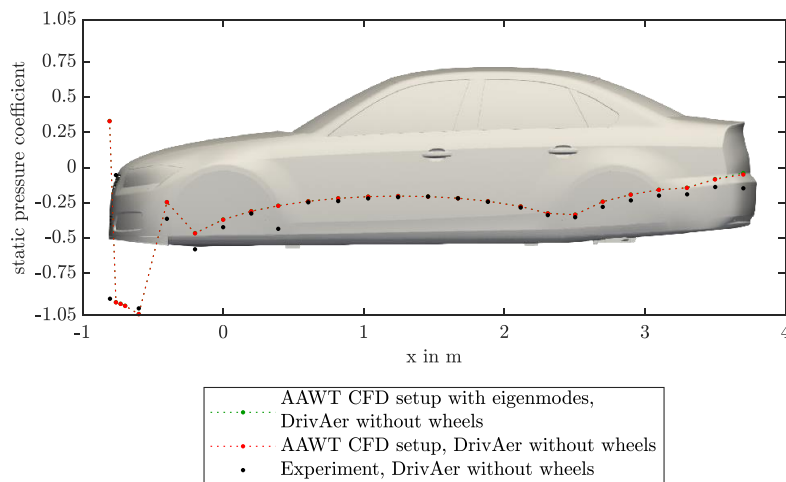 1.05
0.75
0.5
0.25
0
-0.25
-0.5
-0.75
-1.05
static pressure coefficient
-1
0
1
2
3
4
x in m
AAWT CFD setup with eigenmodes,
DrivAer without wheels
AAWT CFD setup, DrivAer without wheels
Experiment, DrivAer without wheels